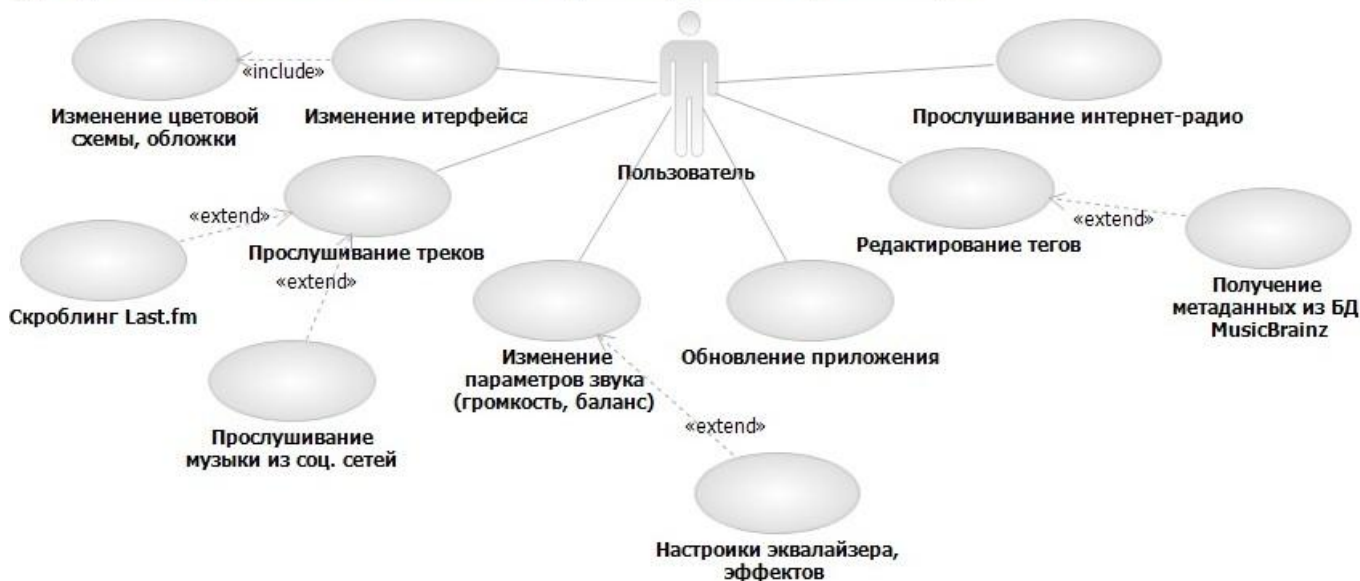 «include»
Изменение цветовой
схемы, обложки
Изменение итерфейса
Прослушивание интернет-радио
Пользователь
«extend»
Прослушивание треков
«extend»
Скроблинг Last.fm
«extend»
Редактирование тегов
Получение
метаданных из БД
MusicBrainz
Изменение
параметров звука
(громкость, баланс)
Обновление приложения
Прослушивание
музыки из соц. сетей
«extend»
Настроики эквалайзера,
эффектов